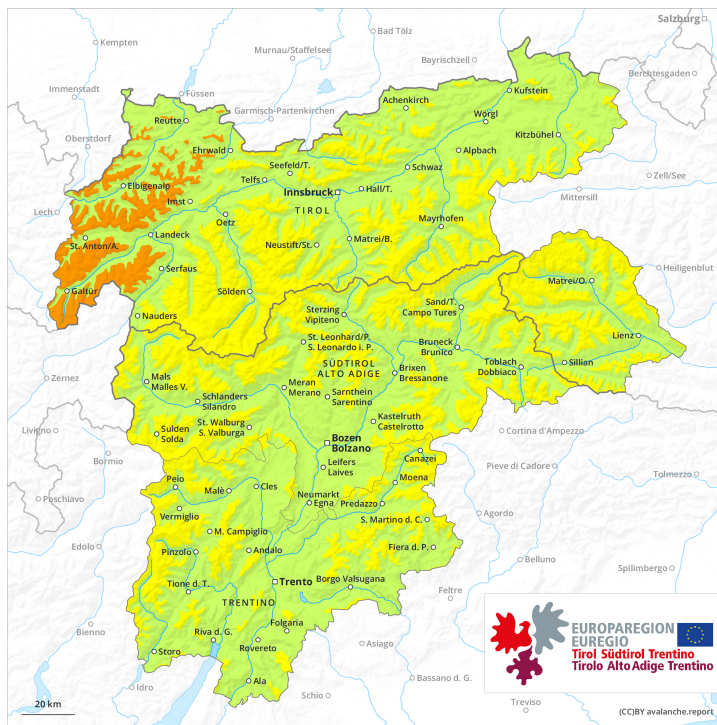 Salzburg
Kempten
Bad Tölz
Murnau/Staffelsee
Bayrischzell
Berchtesgaden
Immenstadt
Füssen
Achenkirch
Kufstein
Garmisch-Partenkirchen
Reutte
Wörgl
Oberstdorf
Ehrwald
Kitzbühel
Seefeld/T.
Alpbach
Schwaz
Telfs
Zell/See
Elbigenalp
Innsbruck
Hall/T.
Mittersill
Imst
TIROL
Lech
Oetz
Mayrhofen
St. Anton/A.
Landeck
Neustift/St.
Matrei/B.
Serfaus
Heiligenblut
Galtür
Sölden
Matrei/O.
Nauders
Sand/T.
Campo Tures
Sterzing
Vipiteno
Lienz
St. Leonhard/P.
S. Leonardo i. P.
Bruneck
Brunico
SÜDTIROL
ALTO ADIGE
Toblach
Dobbiaco
Sillian
Zernez
Mals
Malles V.
Meran
Merano
Brixen
Bressanone
Schlanders
Silandro
Sarnthein
Sarentino
St. Walburg
S. Valburga
Kastelruth
Castelrotto
Livigno
Sulden
Solda
Cortina d'Ampezzo
Bozen
Bolzano
Bormio
Canazei
Pieve di Cadore
Leifers
Laives
Tolmezzo
Peio
Moena
Poschiavo
Malè
Cles
Neumarkt
Egna
Predazzo
Vermiglio
Agordo
S. Martino d. C.
M. Campiglio
Edolo
Pinzolo
Andalo
Fiera d. P.
Belluno
Spilimbergo
Tione d. T.
Trento
Borgo Valsugana
Feltre
TRENTINO
Bienno
Folgaria
Riva d. G.
Rovereto
Asiago
Storo
Bassano d. G.
Ala
Idro
Schio
Treviso
20 km
EUROPAREGION
EUREGIO
Tirol Südtirol Trentino
Tirolo Alto Adige Trentino
(CC)BY avalanche.report